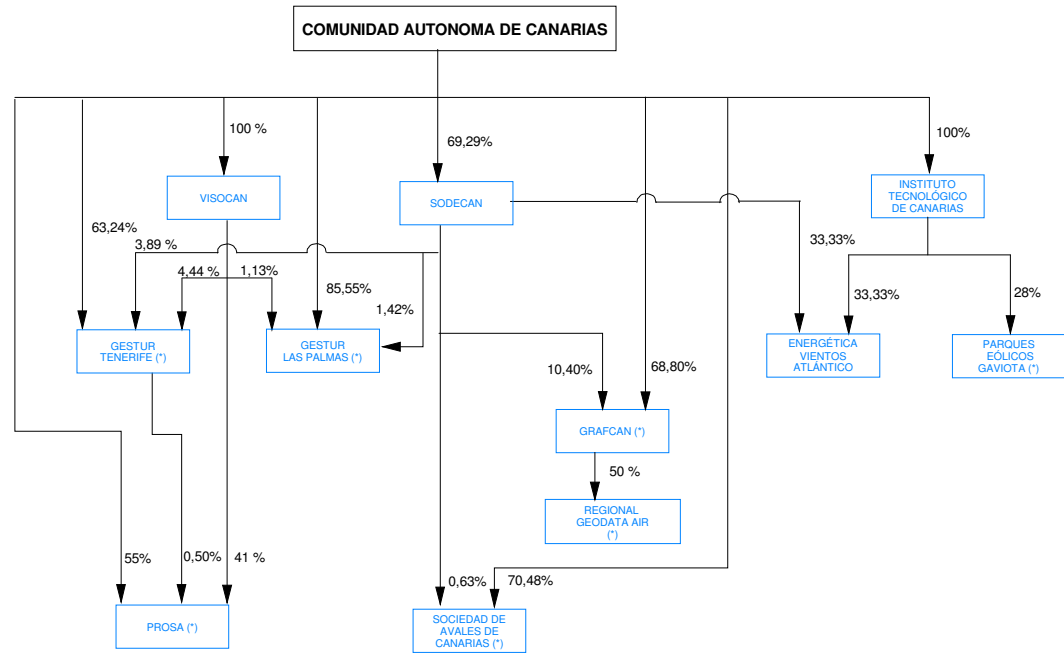 COMUNIDAD AUTONOMA DE CANARIAS
100 %
69,29%
100%
VISOCAN
SODECAN
INSTITUTO
TECNOLÓGICO
DE CANARIAS
63,24%
3,89 %
4,44 %
1,13%
85,55%
1,42%
33,33%
33,33%
28%
GESTUR
TENERIFE (*)
GESTUR
LAS PALMAS (*)
ENERGÉTICA
VIENTOS
ATLÁNTICO
PARQUES
EÓLICOS
GAVIOTA (*)
10,40%
68,80%
GRAFCAN (*)
50 %
REGIONAL
GEODATA AIR
(*)
55%
0,50%
41 %
0,63%
70,48%
PROSA (*)
SOCIEDAD DE
AVALES DE
CANARIAS (*)